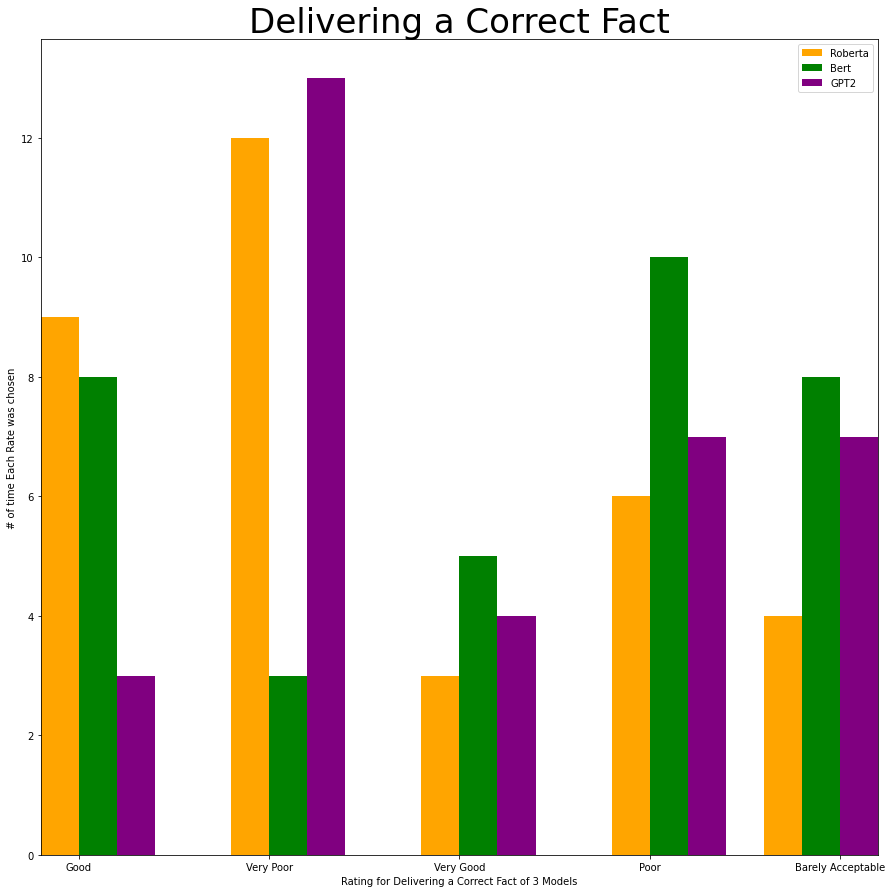 Delivering a Correct Fact
Roberta
Bert
GPT2
# of time Each Rate was chosen
12
10
8
6
4
2
0
Good Very Poor Very Good Poor Barely Acceptable
Rating for Delivering a Correct Fact of 3 Models